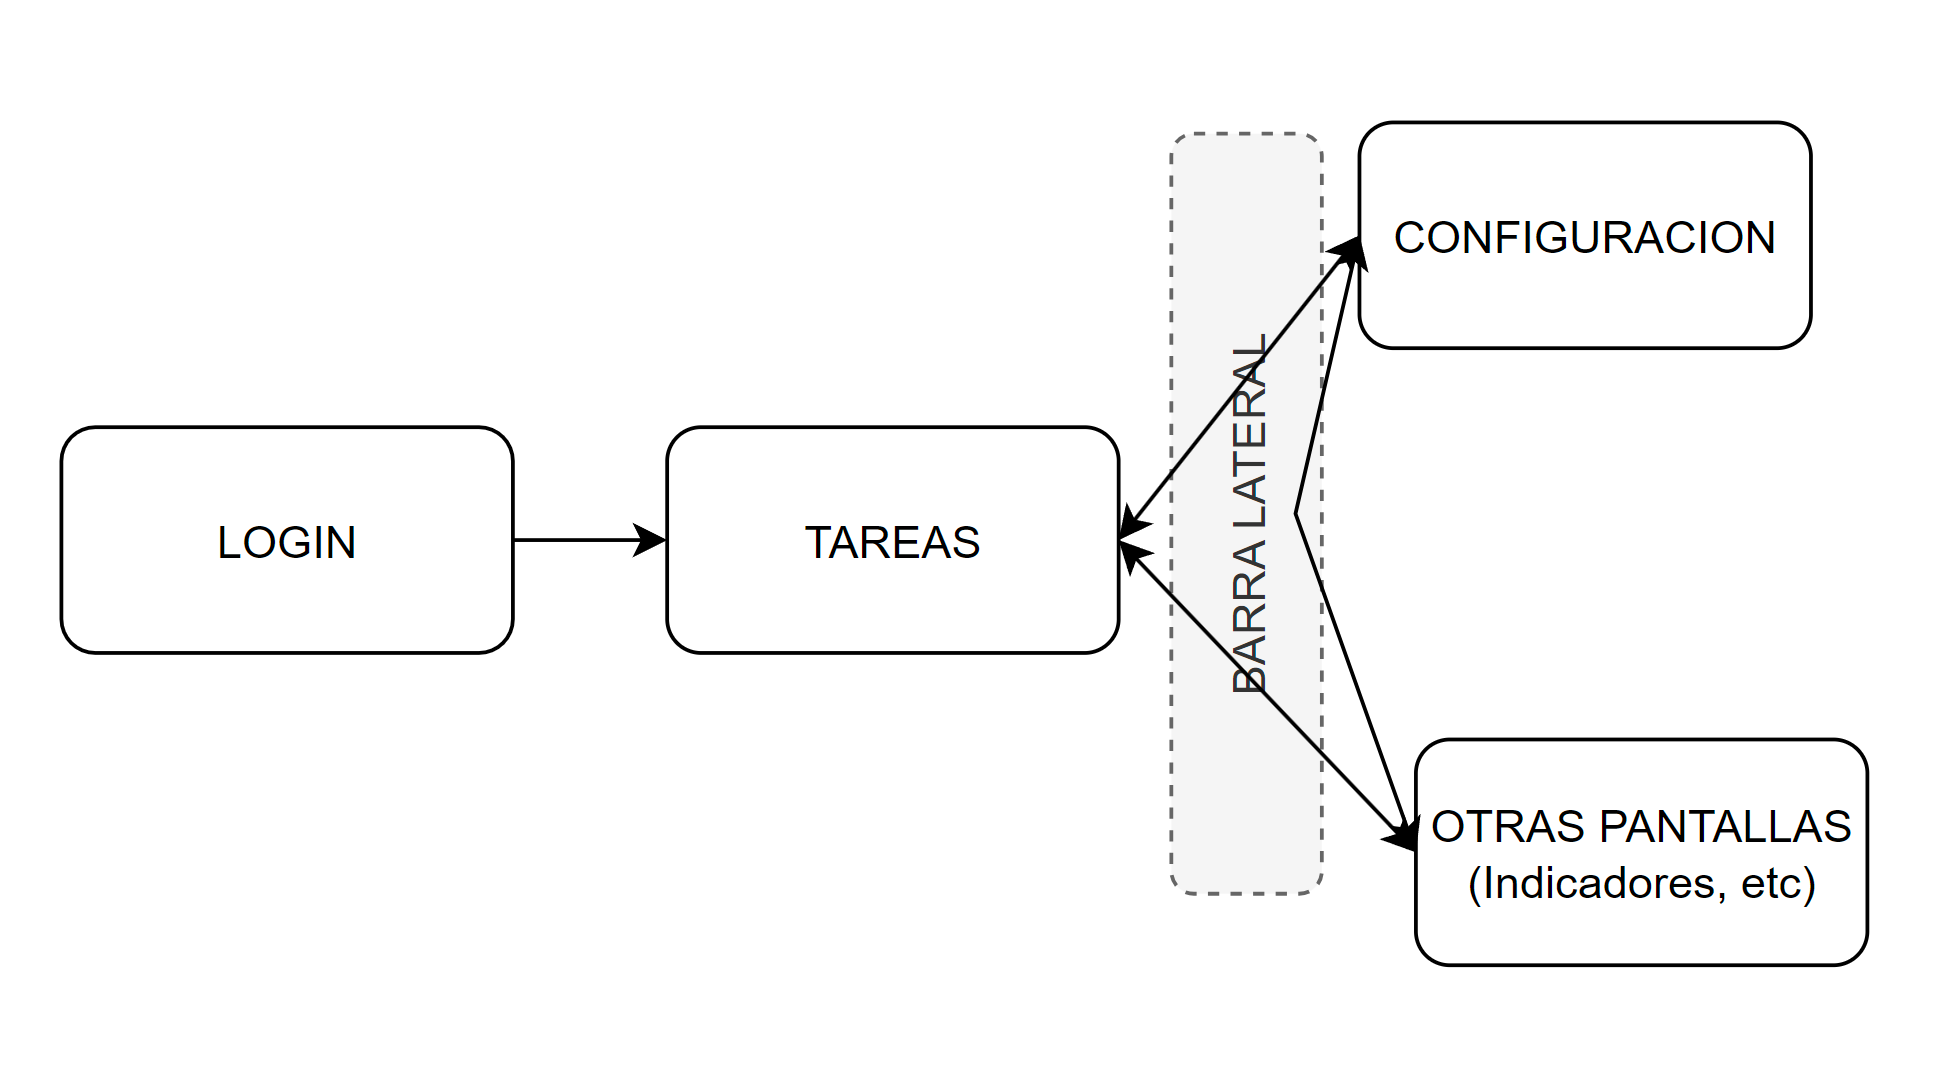 LOGIN
TAREAS
BARRA LATERAL
CONFIGURACION
OTRAS PANTALLAS
(Indicadores, etc)